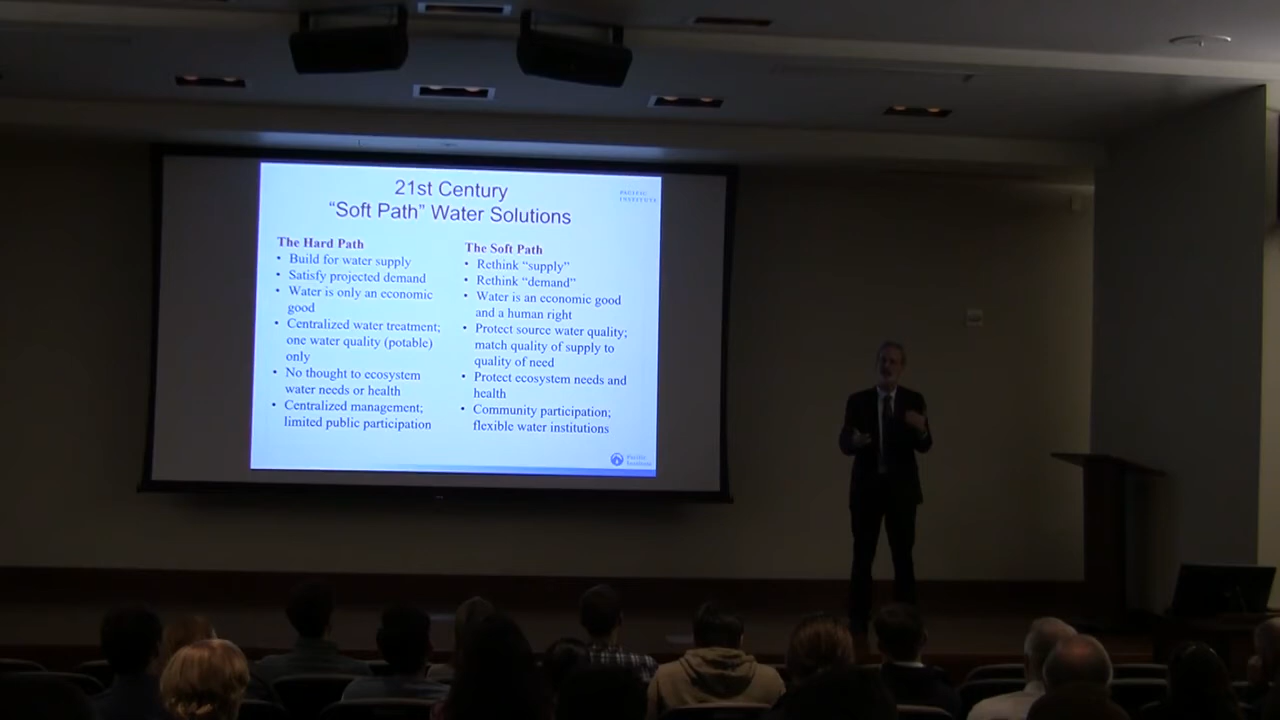 21st Century
“Soft Path” Water Solutions
PACIFIC
INSTITUTE
The Hard Path
• Build for water supply
• Satisfy projected demand
• Water is only an economic
good
• Centralized water treatment;
one water quality (potable)
only
• No thought to ecosystem
water needs or health
• Centralized management;
limited public participation
The Soft Path
• Rethink “supply”
• Rethink “demand”
• Water is an economic good
and a human right
• Protect source water quality;
match quality of supply to
quality of need
• Protect ecosystem needs and
health
• Community participation;
flexible water institutions
Pacific
Institute